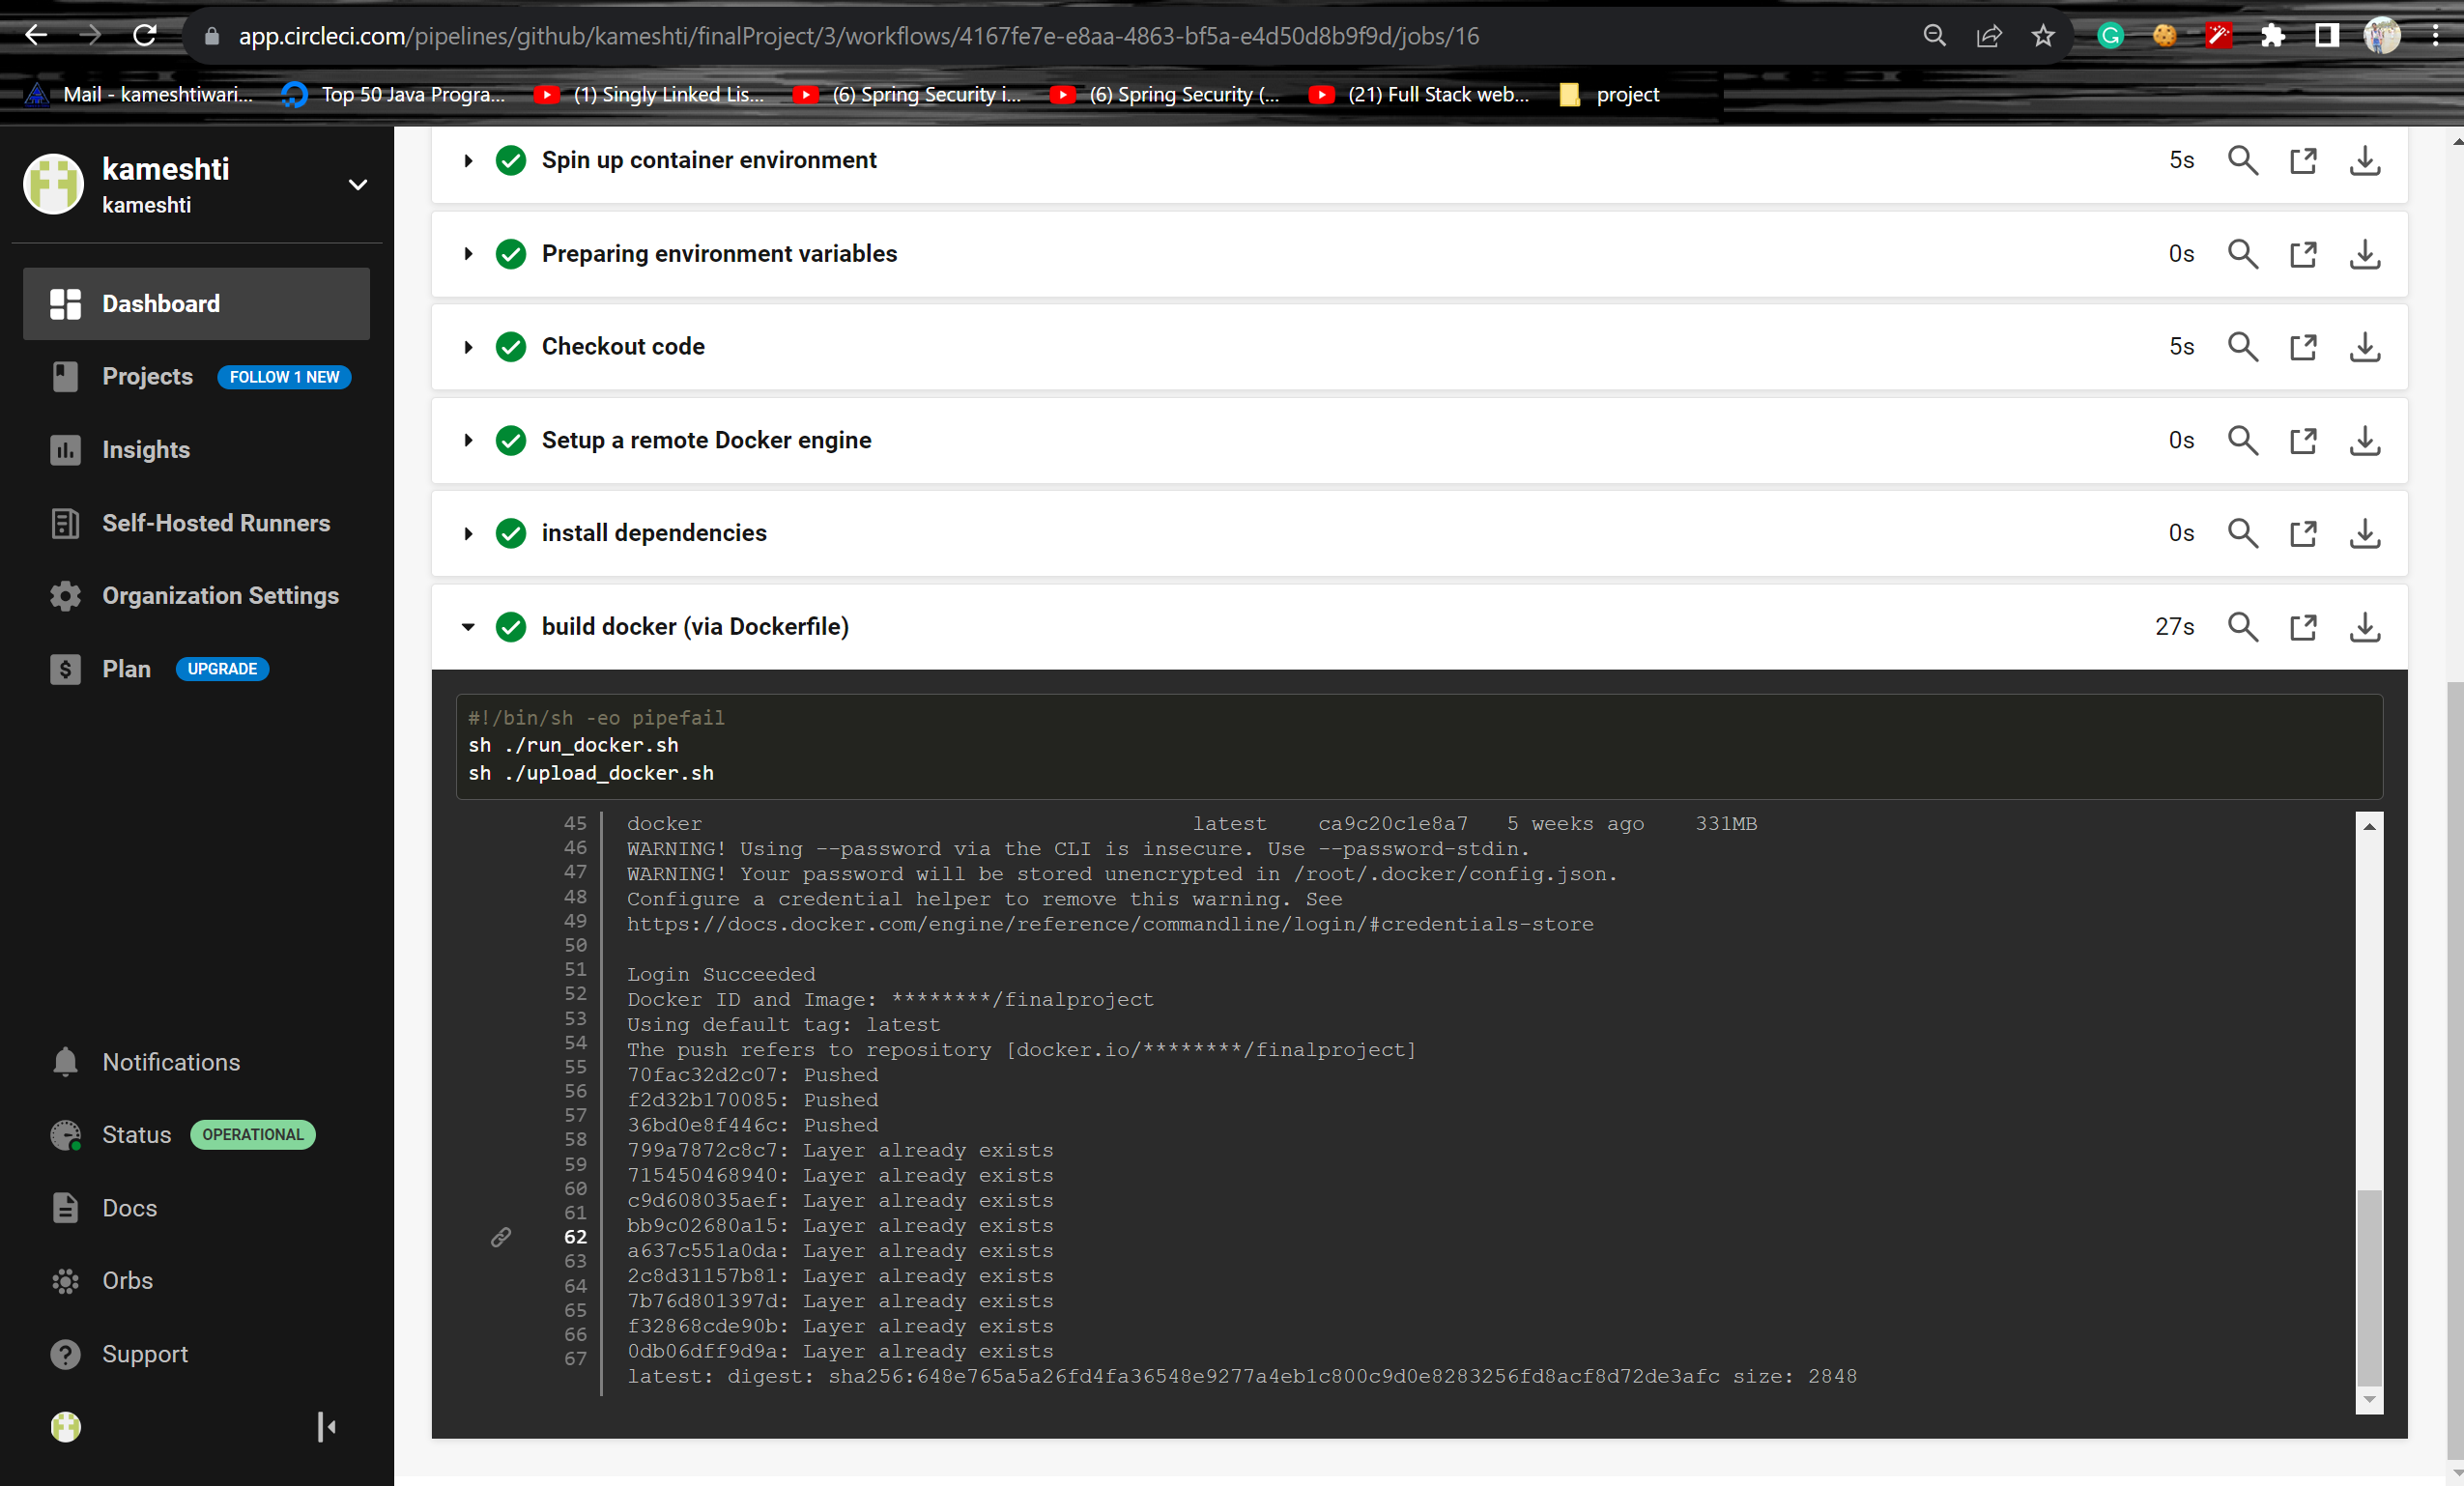 app.circleci.com/pipelines/github/kameshti/finalProject/3/workflows/4167fe7e-e8aa-4863-bf5a-e4d50d8b9f9d/jobs/16
Mail - kameshtiwari...
Top 50 Java Progra...
(1) Singly Linked Lis...
(6) Spring Security i...
(6) Spring Security (...
(21) Full Stack web...
project
kameshti
kameshti
Dashboard
Projects FOLLOW 1 NEW
Insights
Self-Hosted Runners
Organization Settings
Plan UPGRADE
Notifications
Status OPERATIONAL
Docs
Orbs
Support
Spin up container environment 5s
Preparing environment variables 0s
Checkout code 5s
Setup a remote Docker engine 0s
install dependencies 0s
build docker (via Dockerfile) 27s
#!/bin/sh -eo pipefail
sh ./run_docker.sh
sh ./upload_docker.sh
45 docker latest ca9c20c1e8a7 5 weeks ago 331MB
46 WARNING! Using --password via the CLI is insecure. Use --password-stdin.
47 WARNING! Your password will be stored unencrypted in /root/.docker/config.json.
48 Configure a credential helper to remove this warning. See
49 https://docs.docker.com/engine/reference/commandline/login/#credentials-store
50
51 Login Succeeded
52 Docker ID and Image: ********/finalproject
53 Using default tag: latest
54 The push refers to repository [docker.io/********/finalproject]
55 70fac32d2c07: Pushed
56 f2d32b170085: Pushed
57 36bd0e8f446c: Pushed
58 799a7872c8c7: Layer already exists
59 715450468940: Layer already exists
60 c9d608035aef: Layer already exists
61 bb9c02680a15: Layer already exists
62 a637c551a0da: Layer already exists
63 2c8d31157b81: Layer already exists
64 7b76d801397d: Layer already exists
65 f32868cde90b: Layer already exists
66 0db06dff9d9a: Layer already exists
67 latest: digest: sha256:648e765a5a26fd4fa36548e9277a4eb1c800c9d0e8283256fd8acf8d72de3afc size: 2848